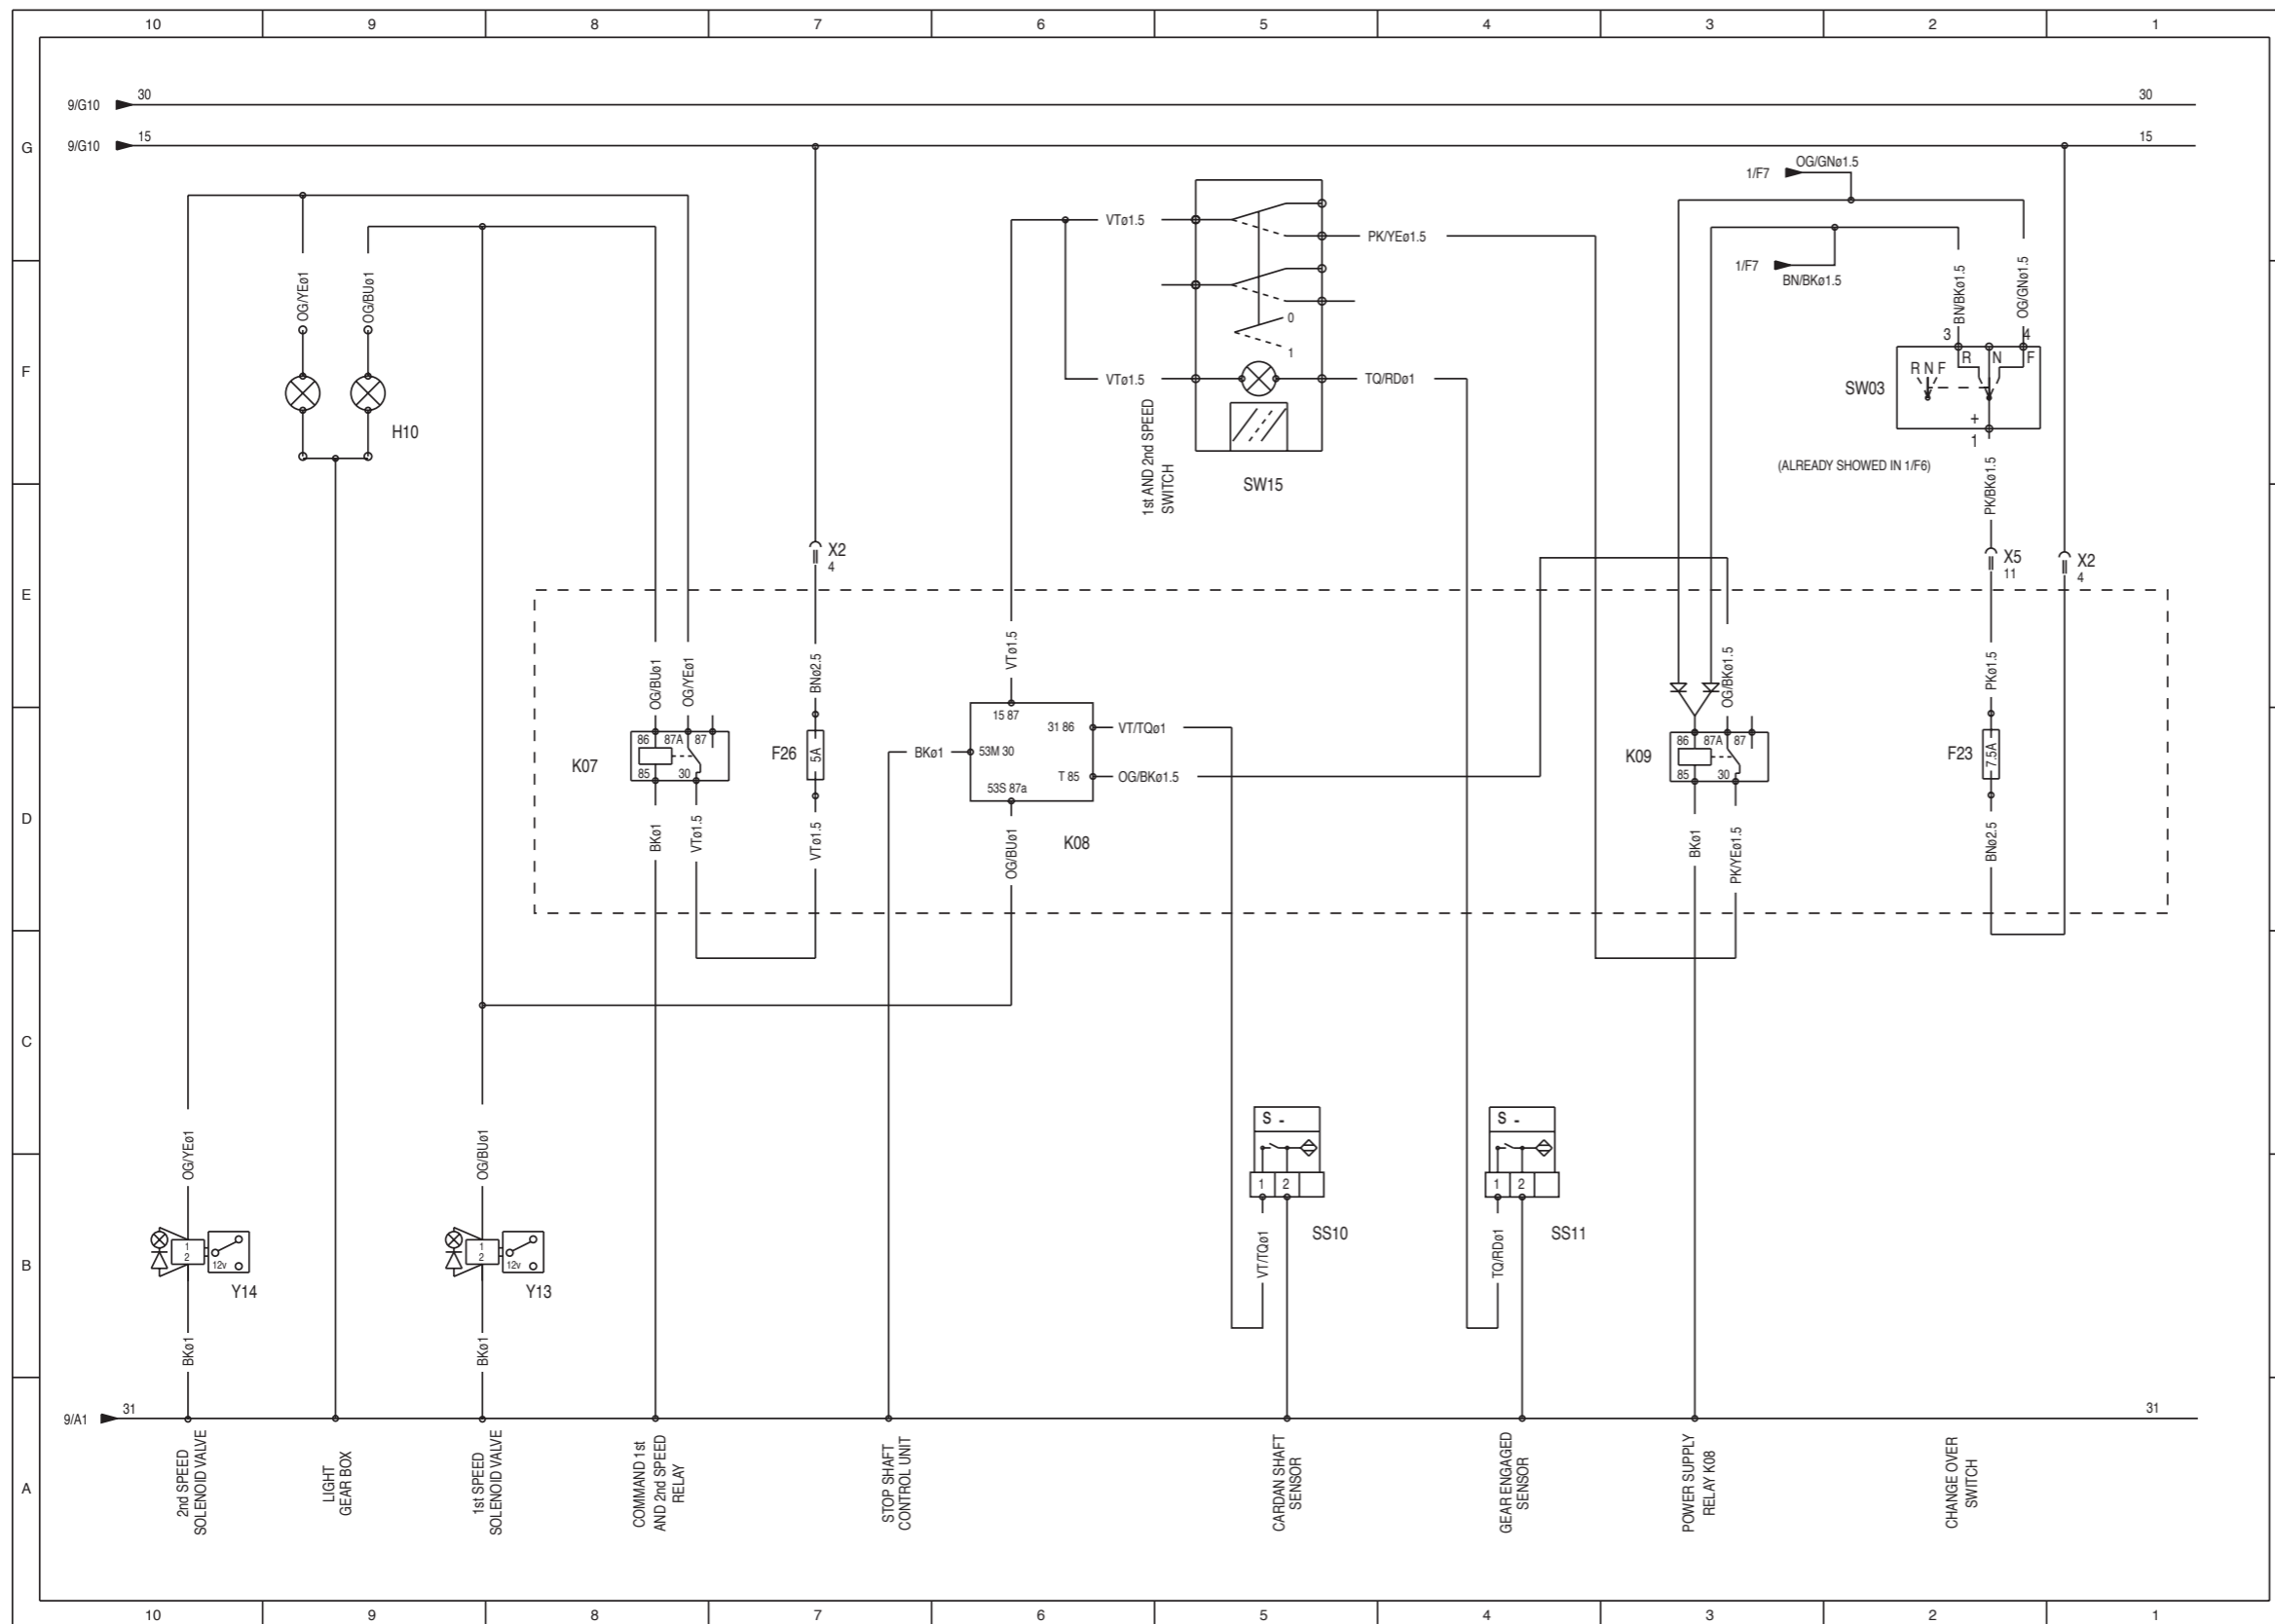 10 9 8 7 6 5 4 3 2 1
9/G10 30 30
G 9/G10 15 15
OG/GNø1.5
1/F7
VTø1.5 PK/YEø1.5
1/F7
BN/BKø1.5
OG/YEø1
OG/BUø1
BN/BKø1.5
OG/GNø1.5
0
1
3 4
F
R N F
R N F
VTø1.5 TQ/RDø1
SW03
H10
+
1
(ALREADY SHOWED IN 1/F6)
1st AND 2nd SPEED
SWITCH
SW15
PK/BKø1.5
X2
4
X5
11
X2
4
E
OG/BUø1
OG/YEø1
BNø2.5
VTø1.5
OG/BKø1.5
PKø1.5
15 87
31 86
VT/TQø1
53M 30
BKø1
T 85
OG/BKø1.5
53S 87a
K08
K07
86 87A 87
85 30
F26
5A
K09
86 87A 87
85 30
F23
7.5A
D
BKø1
VTø1.5
VTø1.5
OG/BUø1
BKø1
PK/YEø1.5
BNø2.5
C
S -
S -
OG/YEø1
OG/BUø1
1 2
1 2
SS10
SS11
VT/TQø1
TQ/RDø1
B
1
2
12v
Y14
1
2
12v
Y13
BKø1
BKø1
9/A1 31 31
A
2nd SPEED
SOLENOID VALVE
LIGHT
GEAR BOX
1st SPEED
SOLENOID VALVE
COMMAND 1st
AND 2nd SPEED
RELAY
STOP SHAFT
CONTROL UNIT
CARDAN SHAFT
SENSOR
GEAR ENGAGED
SENSOR
POWER SUPPLY
RELAY K08
CHANGE OVER
SWITCH
10 9 8 7 6 5 4 3 2 1